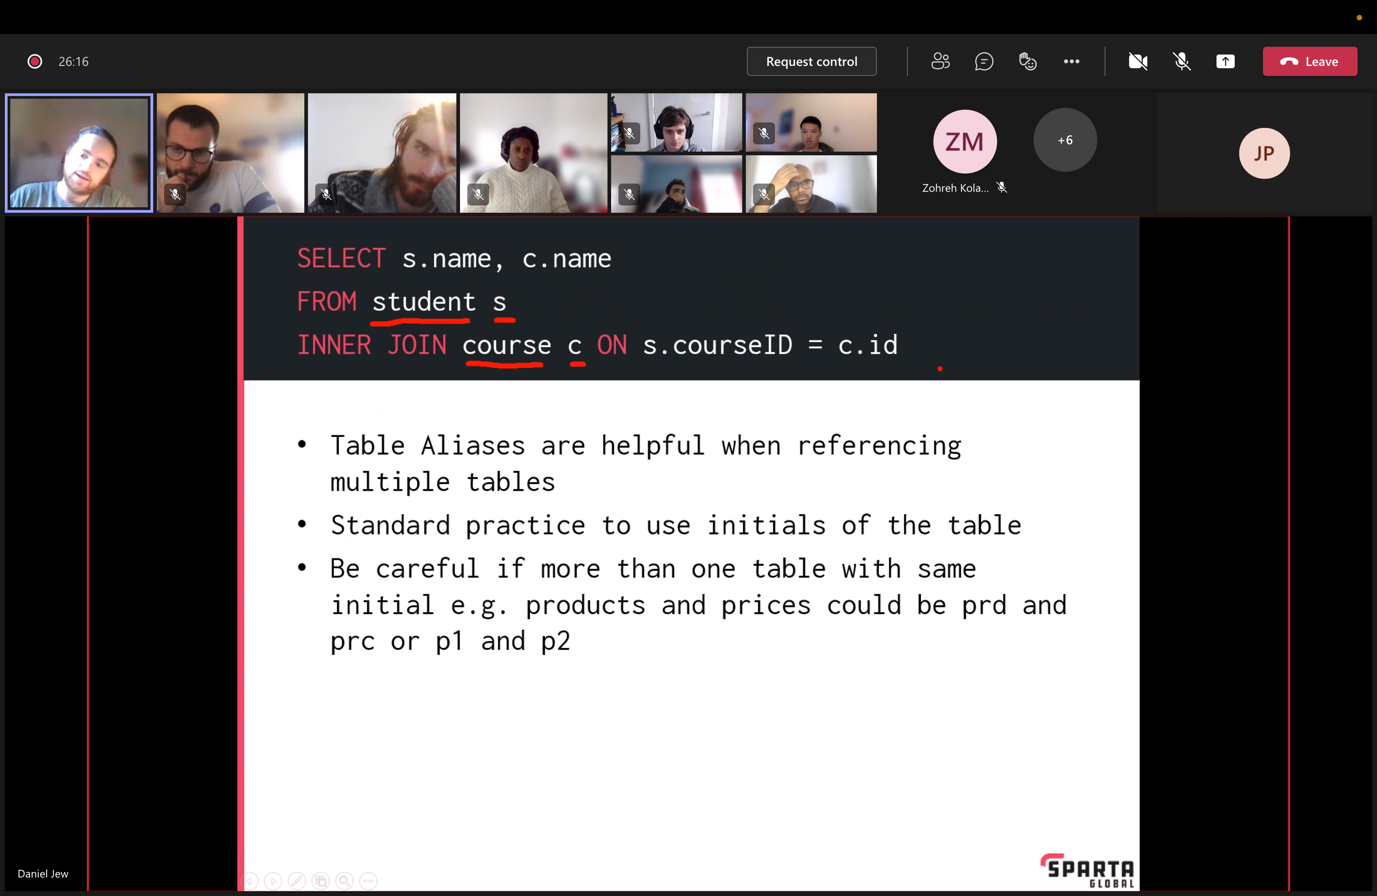 26:16
Request control
Leave
ZM
+6
JP
Zohreh Kola...
SELECT s.name, c.name
FROM student s
INNER JOIN course c ON s.courseID = c.id
• Table Aliases are helpful when referencing
multiple tables
• Standard practice to use initials of the table
• Be careful if more than one table with same
initial e.g. products and prices could be prd and
prc or p1 and p2
Daniel Jew
SPARTA
GLOBAL